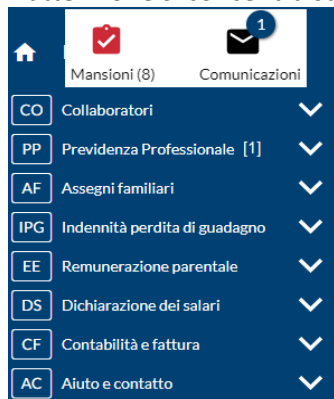 1
Mansioni (8) Comunicazioni
CO Collaboratori
PP Previdenza Professionale [1]
AF Assegni familiari
IPG Indennità perdita di guadagno
EE Remunerazione parentale
DS Dichiarazione dei salari
CF Contabilità e fattura
AC Aiuto e contatto